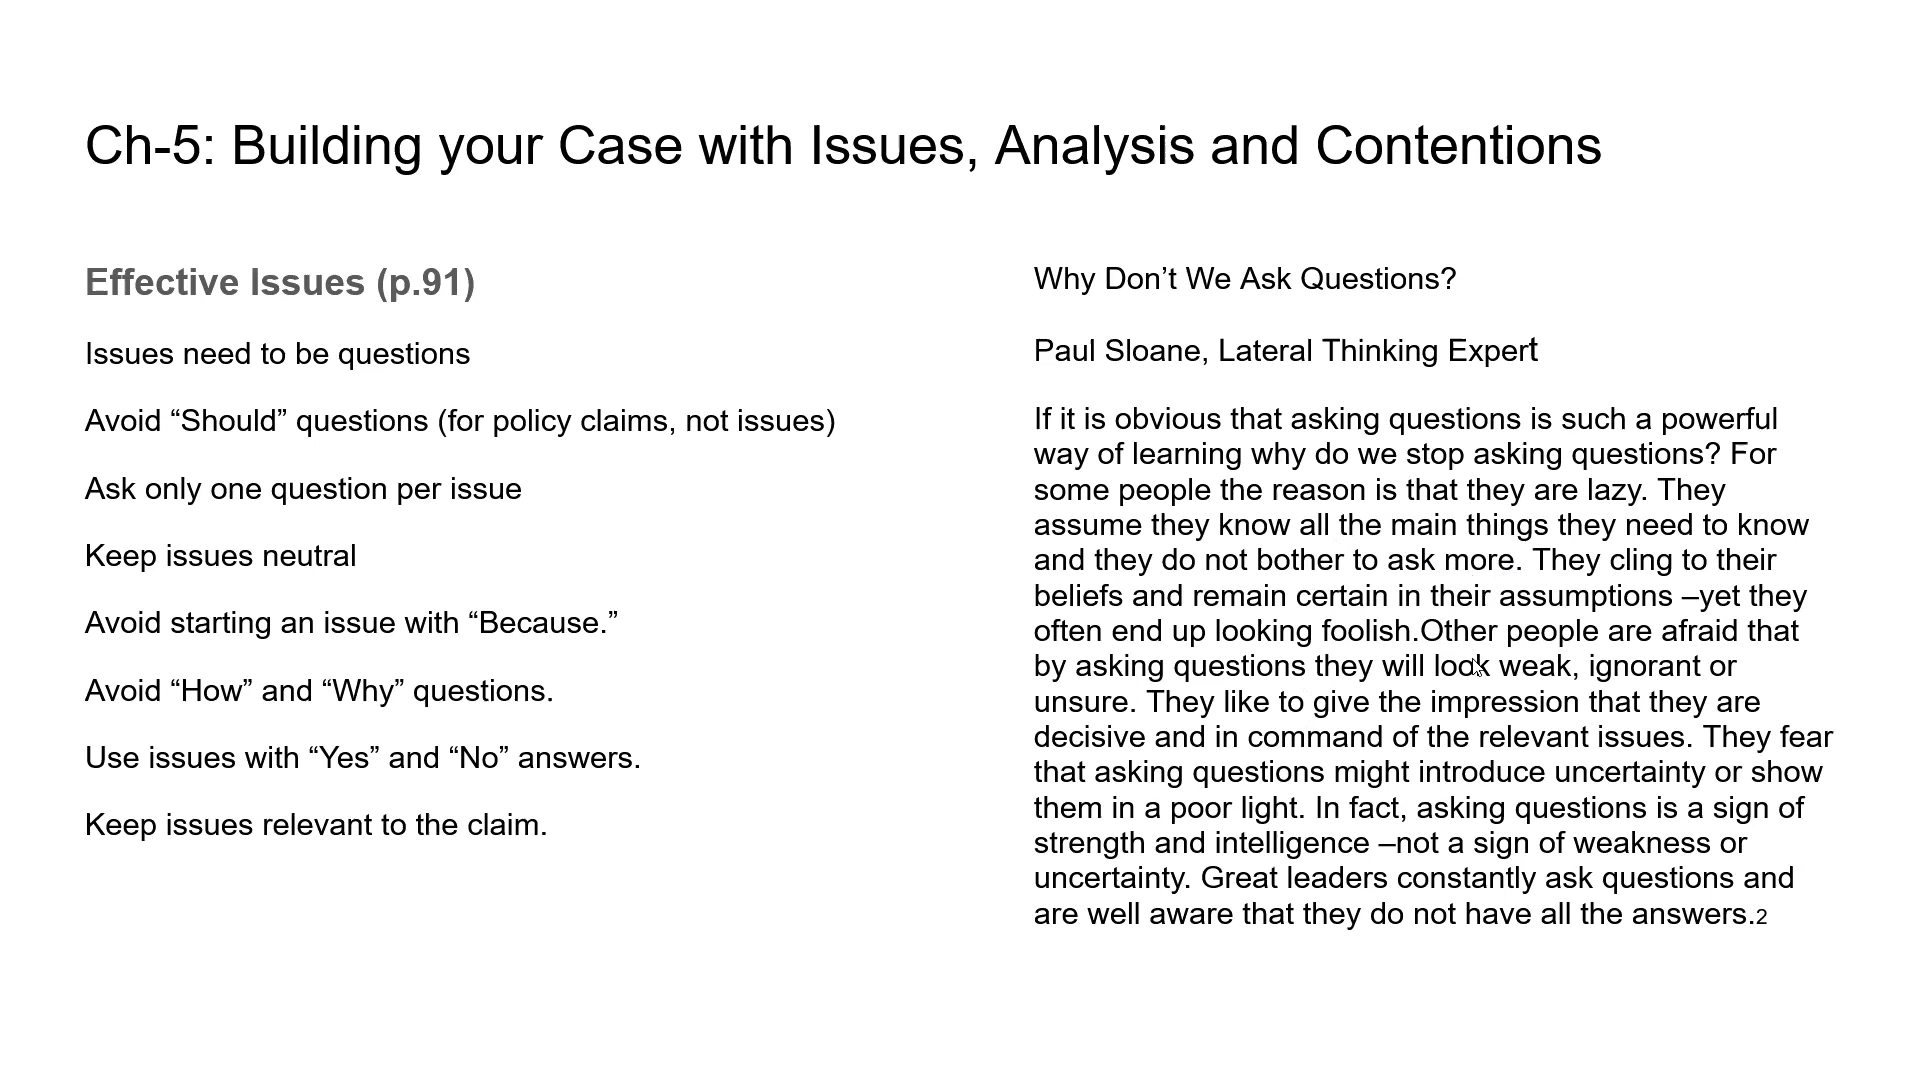 Ch-5: Building your Case with Issues, Analysis and Contentions
Effective Issues (p.91)
Issues need to be questions
Avoid “Should” questions (for policy claims, not issues)
Ask only one question per issue
Keep issues neutral
Avoid starting an issue with “Because.”
Avoid “How” and “Why” questions.
Use issues with “Yes” and “No” answers.
Keep issues relevant to the claim.
Why Don’t We Ask Questions?
Paul Sloane, Lateral Thinking Expert
If it is obvious that asking questions is such a powerful
way of learning why do we stop asking questions? For
some people the reason is that they are lazy. They
assume they know all the main things they need to know
and they do not bother to ask more. They cling to their
beliefs and remain certain in their assumptions –yet they
often end up looking foolish.Other people are afraid that
by asking questions they will look weak, ignorant or
unsure. They like to give the impression that they are
decisive and in command of the relevant issues. They fear
that asking questions might introduce uncertainty or show
them in a poor light. In fact, asking questions is a sign of
strength and intelligence –not a sign of weakness or
uncertainty. Great leaders constantly ask questions and
are well aware that they do not have all the answers.2